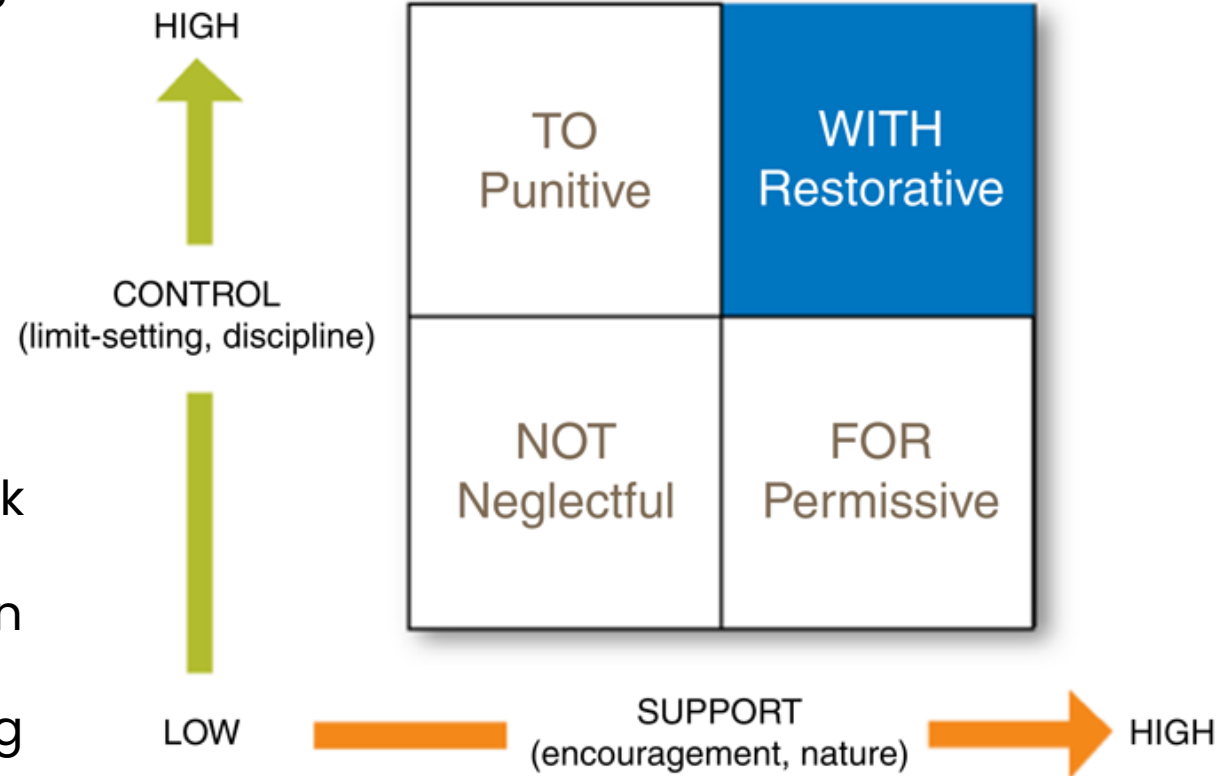 HIGH
TO
Punitive
WITH
Restorative
CONTROL
(limit-setting, discipline)
NOT
Neglectful
FOR
Permissive
k
n
g
LOW
SUPPORT
(encouragement, nature)
HIGH